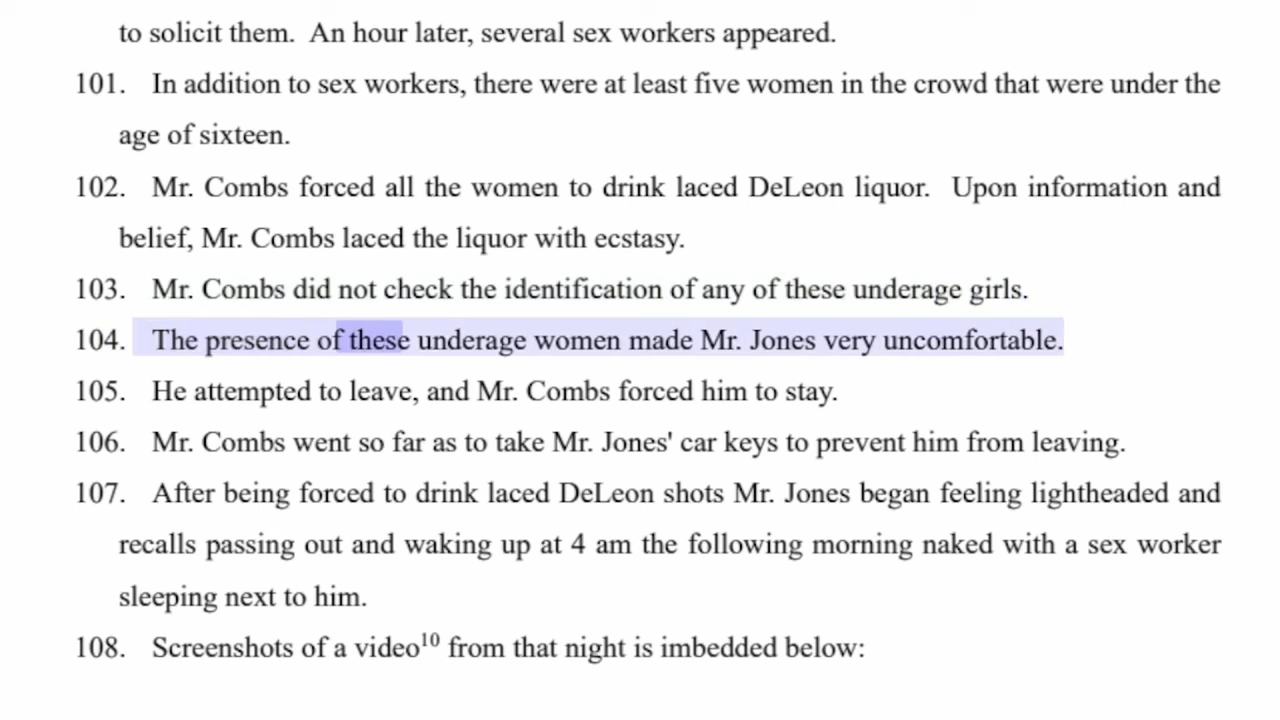 to solicit them.  An hour later, several sex workers appeared.
101. In addition to sex workers, there were at least five women in the crowd that were under the
age of sixteen.
102. Mr. Combs forced all the women to drink laced DeLeon liquor.  Upon information and
belief, Mr. Combs laced the liquor with ecstasy.
103. Mr. Combs did not check the identification of any of these underage girls.
104. The presence of these underage women made Mr. Jones very uncomfortable.
105. He attempted to leave, and Mr. Combs forced him to stay.
106. Mr. Combs went so far as to take Mr. Jones' car keys to prevent him from leaving.
107. After being forced to drink laced DeLeon shots Mr. Jones began feeling lightheaded and
recalls passing out and waking up at 4 am the following morning naked with a sex worker
sleeping next to him.
108. Screenshots of a video¹⁰ from that night is imbedded below: